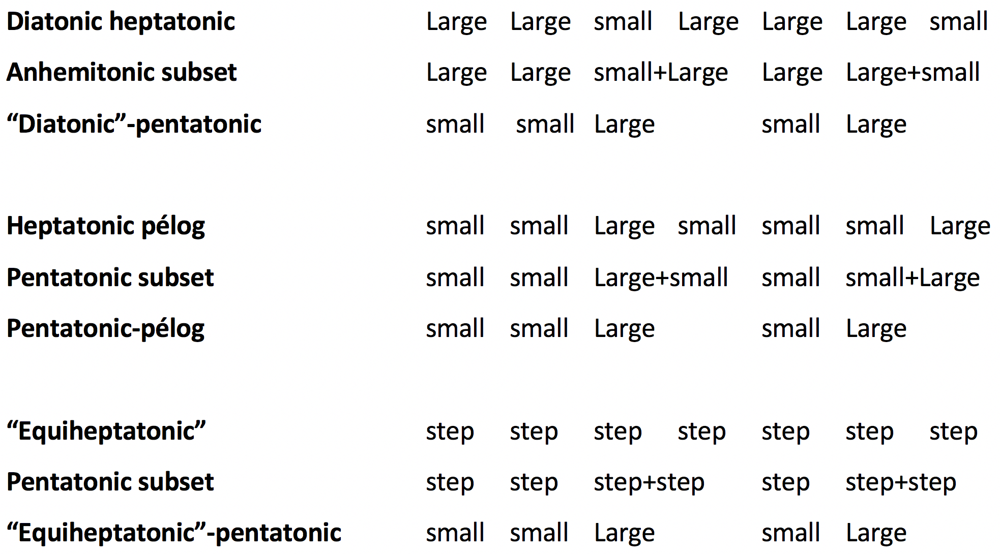 Diatonic heptatonic Large Large small Large Large Large small
Anhemitonic subset Large Large small+Large Large Large+small
“Diatonic”-pentatonic small small Large small Large
Heptatonic pélog small small Large small small small Large
Pentatonic subset small small Large+small small small+Large
Pentatonic-pélog small small Large small Large
“Equiheptatonic” step step step step step step step
Pentatonic subset step step step+step step step+step
“Equiheptatonic”-pentatonic small small Large small Large